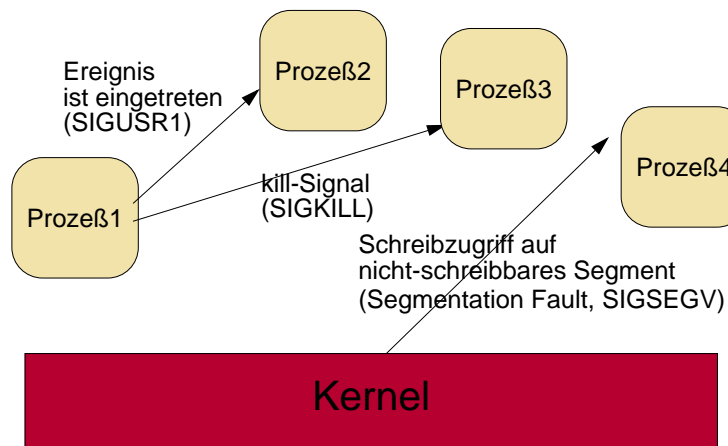 Ereignis
ist eingetreten
(SIGUSR1)
Prozeß2
Prozeß3
Prozeß4
Prozeß1
kill-Signal
(SIGKILL)
Schreibzugriff auf
nicht-schreibbares Segment
(Segmentation Fault, SIGSEGV)
Kernel